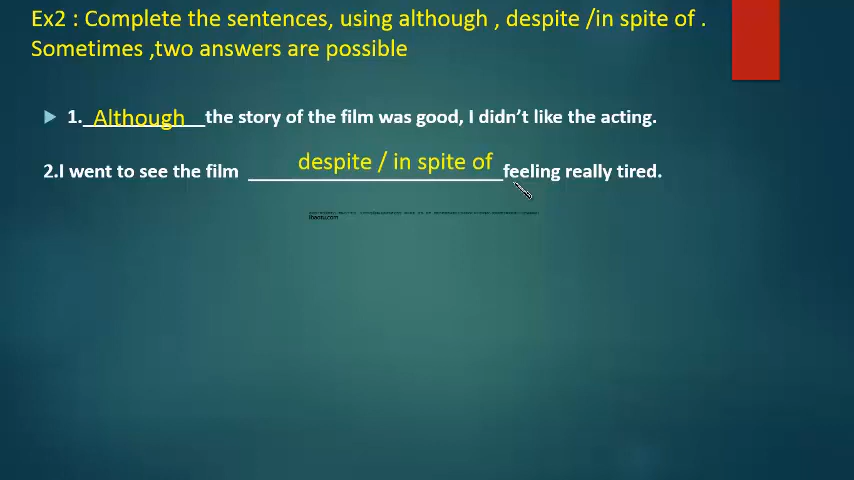 Ex2 : Complete the sentences, using although , despite /in spite of .
Sometimes ,two answers are possible
1. Although the story of the film was good, I didn't like the acting.
2.I went to see the film despite / in spite of feeling really tired.